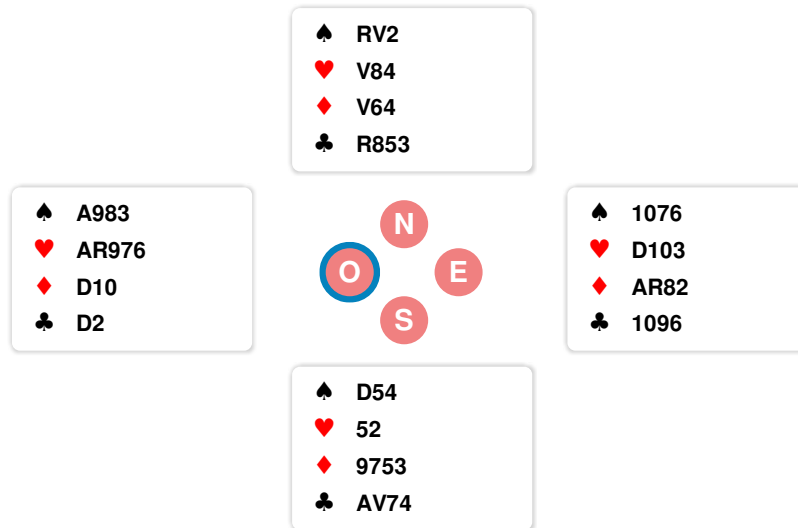 ♠ RV2
♥ V84
♦ V64
♣ R853
♠ A983
♥ AR976
♦ D10
♣ D2
N
O
E
S
♠ 1076
♥ D103
♦ AR82
♣ 1096
♠ D54
♥ 52
♦ 9753
♣ AV74